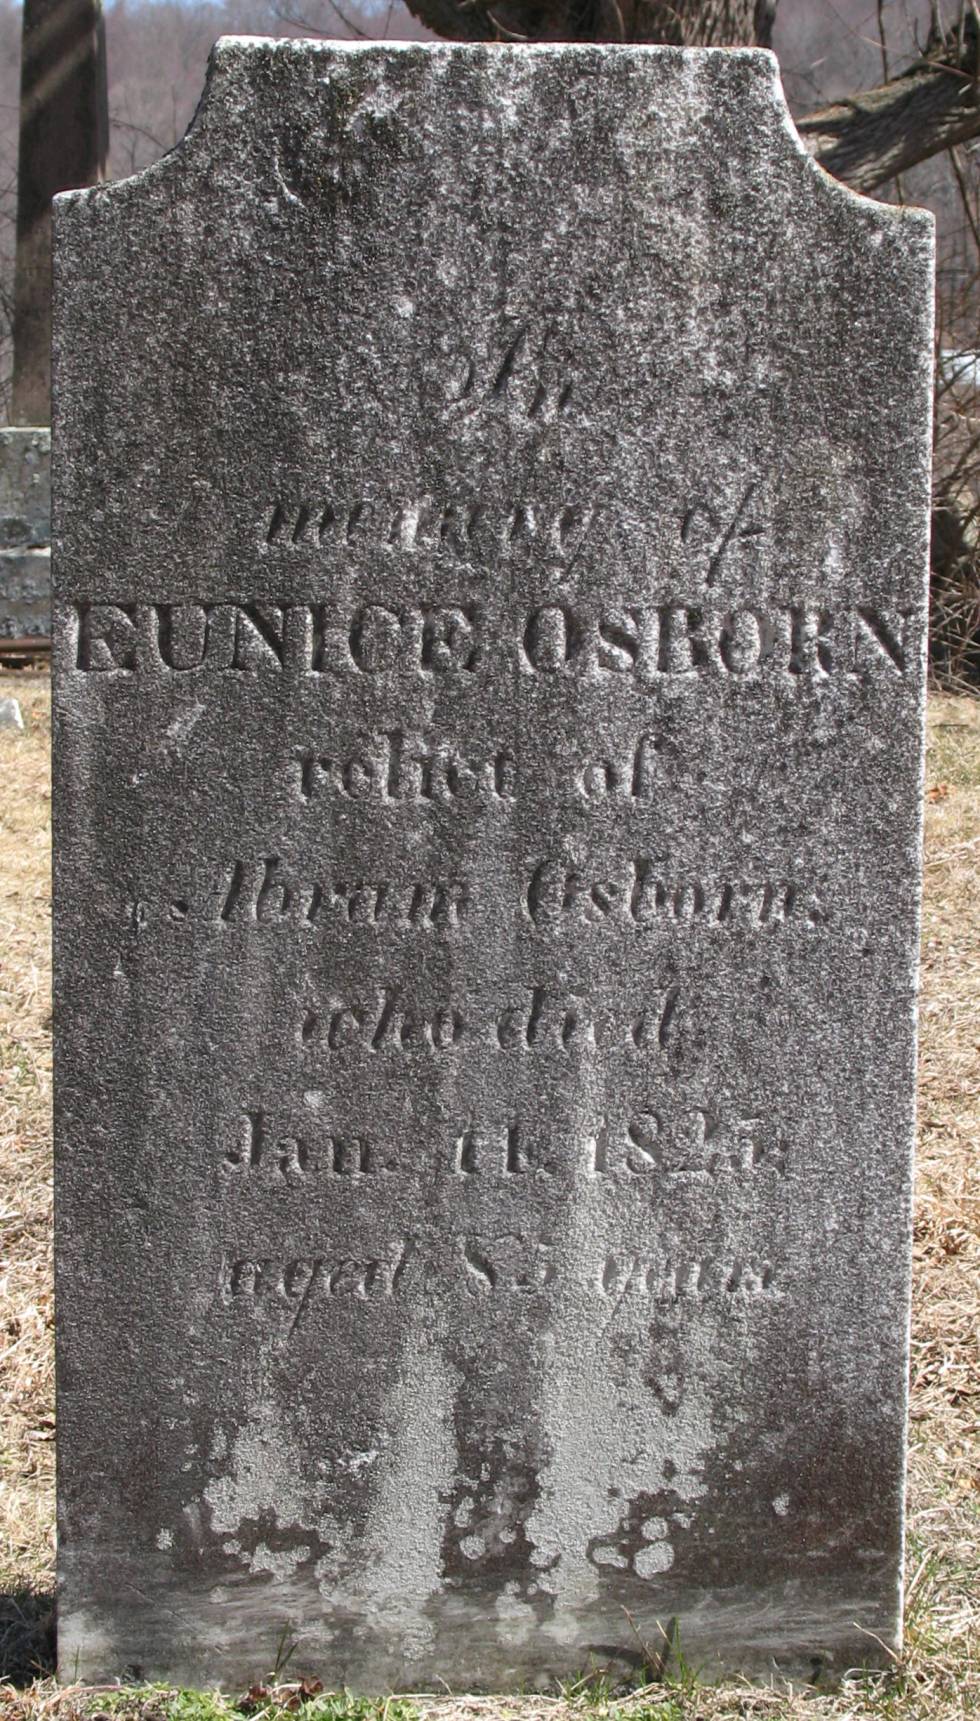 In
memory of
EUNICE OSBORN
relict of
Abram Osborn,
who died
Jan. 11. 1825,
aged 85 years